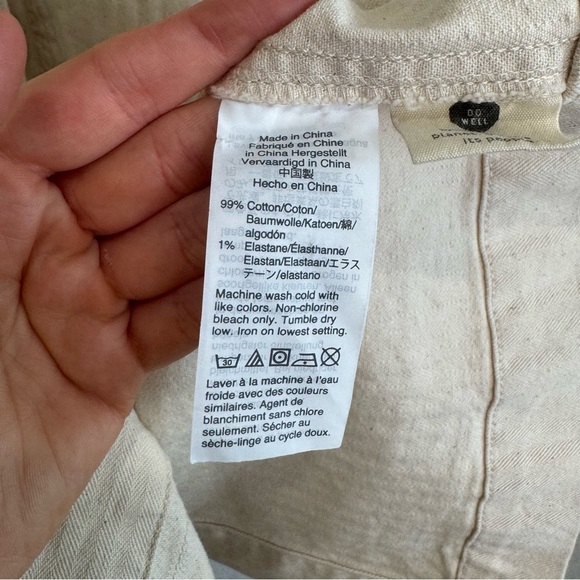 Made in China
Fabriqué en Chine
in China Hergestellt
Vervaardigd in China
中国製
Hecho en China
99% Cotton/Coton/
Baumwolle/Katoen/綿/
algodón
1% Elastane/Élasthanne/
Elastan/Elastaan/エラス
テーン/elastano
Machine wash cold with
like colors. Non-chlorine
bleach only. Tumble dry
low. Iron on lowest setting.
30
Laver à la machine à l'eau
froide avec des couleurs
similaires. Agent de
blanchiment sans chlore
seulement. Sécher au
sèche-linge au cycle doux.
DO
WELL
its people